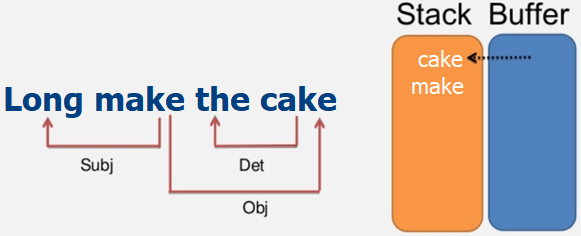 Stack Buffer
cake
make
Long make the cake
Subj Det
Obj